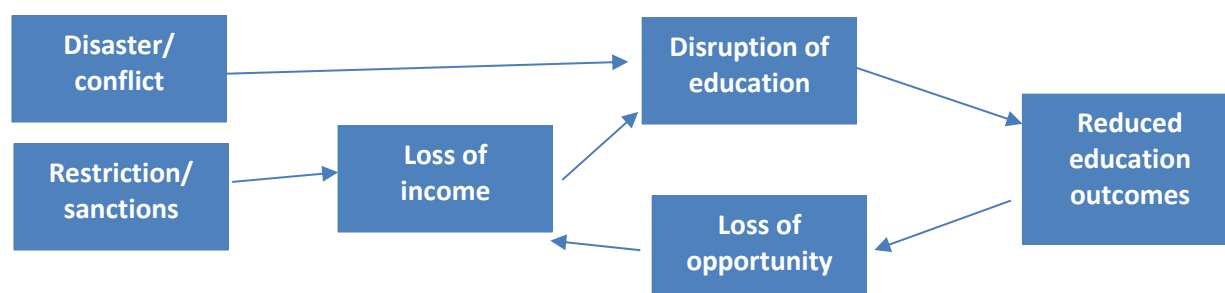 Disaster/
conflict
Disruption of
education
Restriction/
sanctions
Loss of
income
Reduced
education
outcomes
Loss of
opportunity